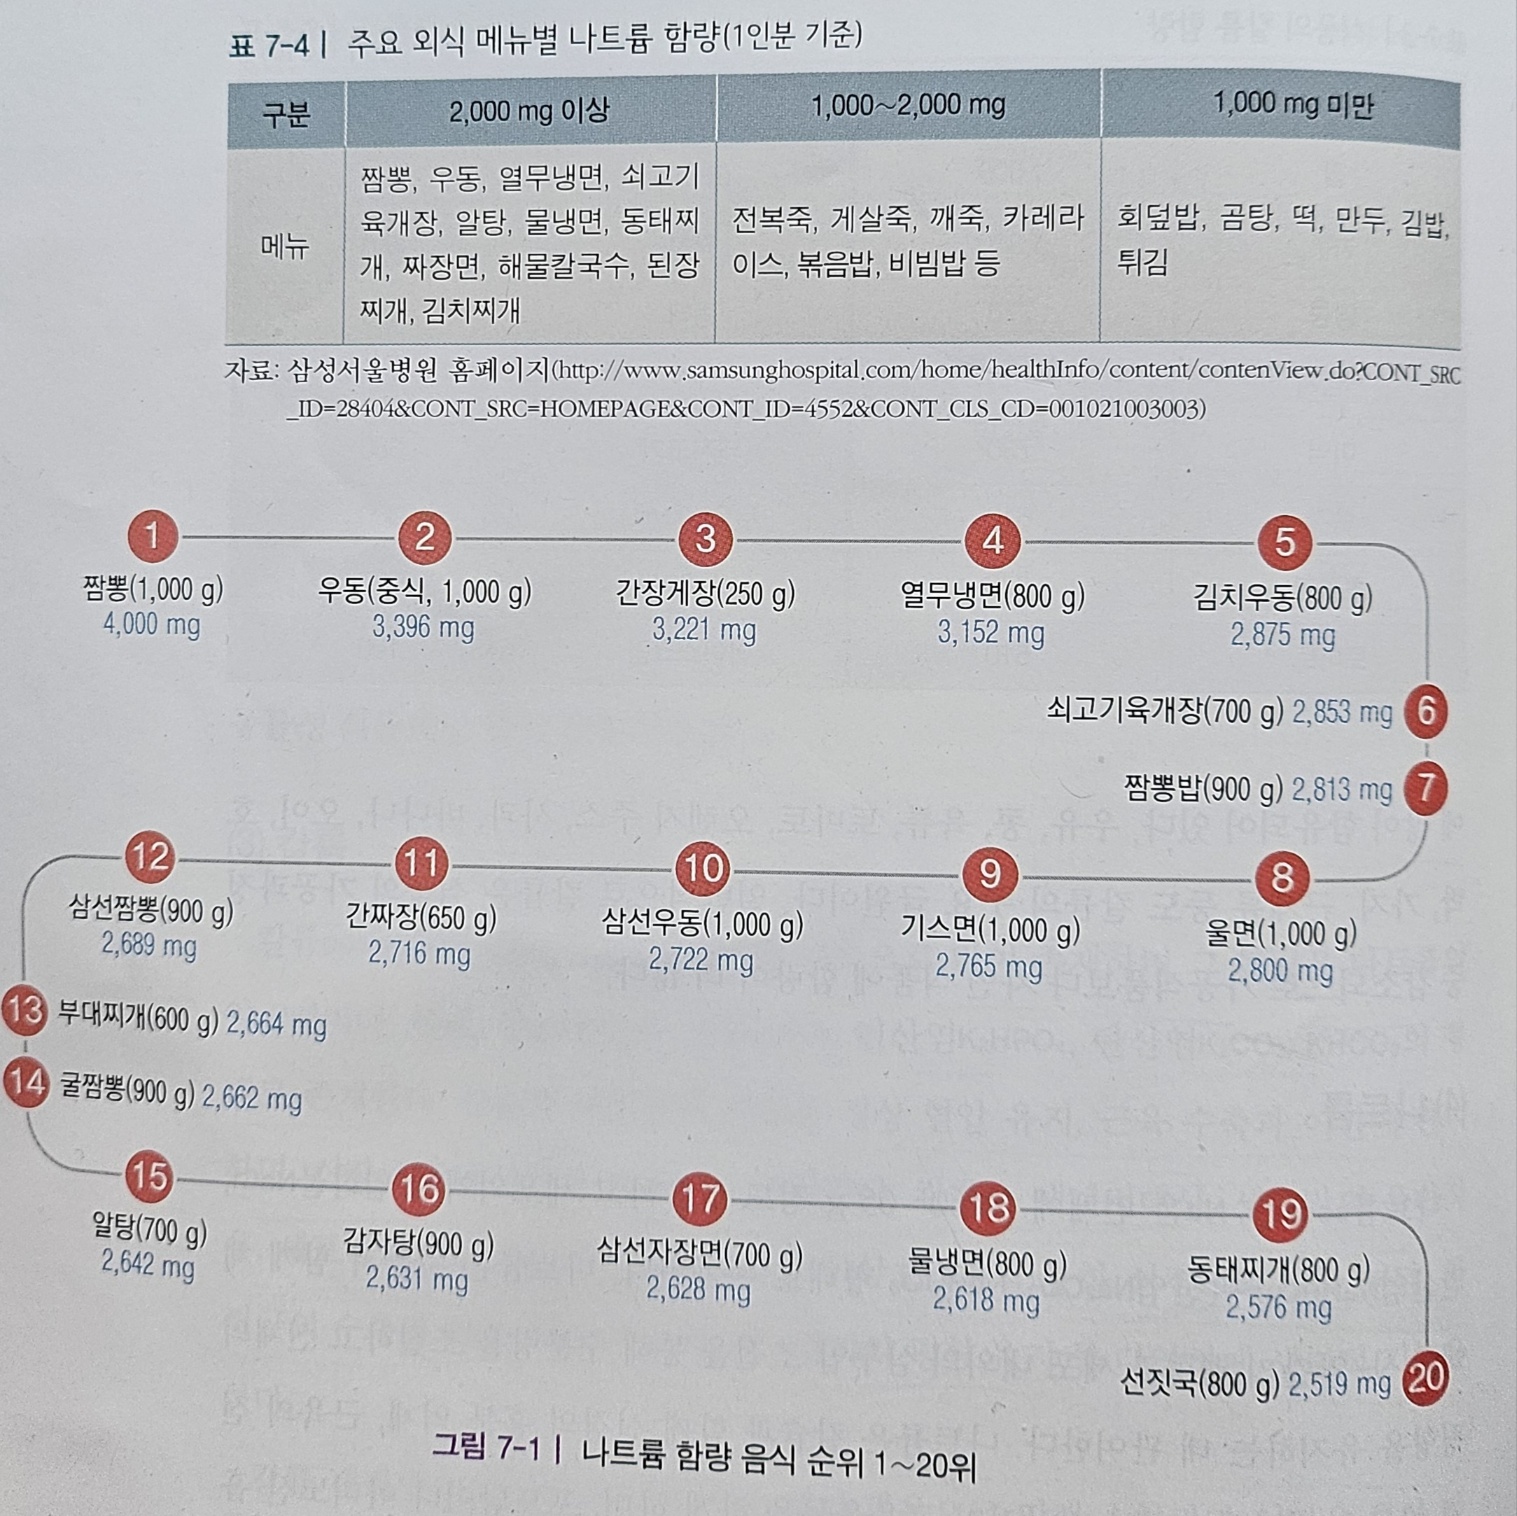 표 7-4 | 주요 외식 메뉴별 나트륨 함량(1인분 기준)
구분
2,000 mg 이상
1,000~2,000 mg
1,000 mg 미만
메뉴
짬뽕, 우동, 열무냉면, 쇠고기
육개장, 알탕, 물냉면, 동태찌
개, 짜장면, 해물칼국수, 된장
찌개, 김치찌개
전복죽, 게살죽, 깨죽, 카레라
이스, 볶음밥, 비빔밥 등
회덮밥, 곰탕, 떡, 만두, 김밥,
튀김
자료: 삼성서울병원 홈페이지(http://www.samsunghospital.com/home/healthInfo/content/contenView.do?CONT_SRC
_ID=28404&CONT_SRC=HOMEPAGE&CONT_ID=4552&CONT_CLS_CD=001021003003)
1
짬뽕(1,000 g)
4,000 mg
2
우동(중식, 1,000 g)
3,396 mg
3
간장게장(250 g)
3,221 mg
4
열무냉면(800 g)
3,152 mg
5
김치우동(800 g)
2,875 mg
쇠고기육개장(700 g) 2,853 mg 6
짬뽕밥(900 g) 2,813 mg 7
8
울면(1,000 g)
2,800 mg
9
기스면(1,000 g)
2,765 mg
10
삼선우동(1,000 g)
2,722 mg
11
간짜장(650 g)
2,716 mg
12
삼선짬뽕(900 g)
2,689 mg
13 부대찌개(600 g) 2,664 mg
14 굴짬뽕(900 g) 2,662 mg
15
알탕(700 g)
2,642 mg
16
감자탕(900 g)
2,631 mg
17
삼선자장면(700 g)
2,628 mg
18
물냉면(800 g)
2,618 mg
19
동태찌개(800 g)
2,576 mg
선짓국(800 g) 2,519 mg 20
그림 7-1 | 나트륨 함량 음식 순위 1~20위